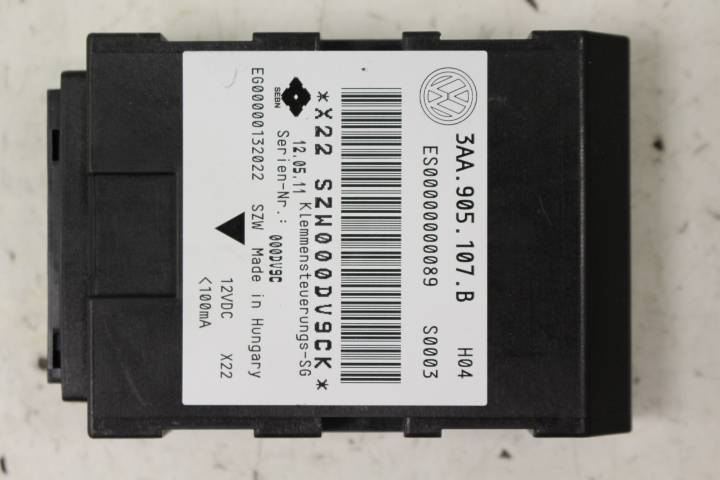 3AA.905.107.B H04
ES00000000089 S0003
*X22 SZW000DV9CK*
12.05.11 Klemmensteuerungs-SG
SEBN
Serien-Nr.: 000DV9C
EG00000132022 SZW Made in Hungary
12VDC X22
<100mA